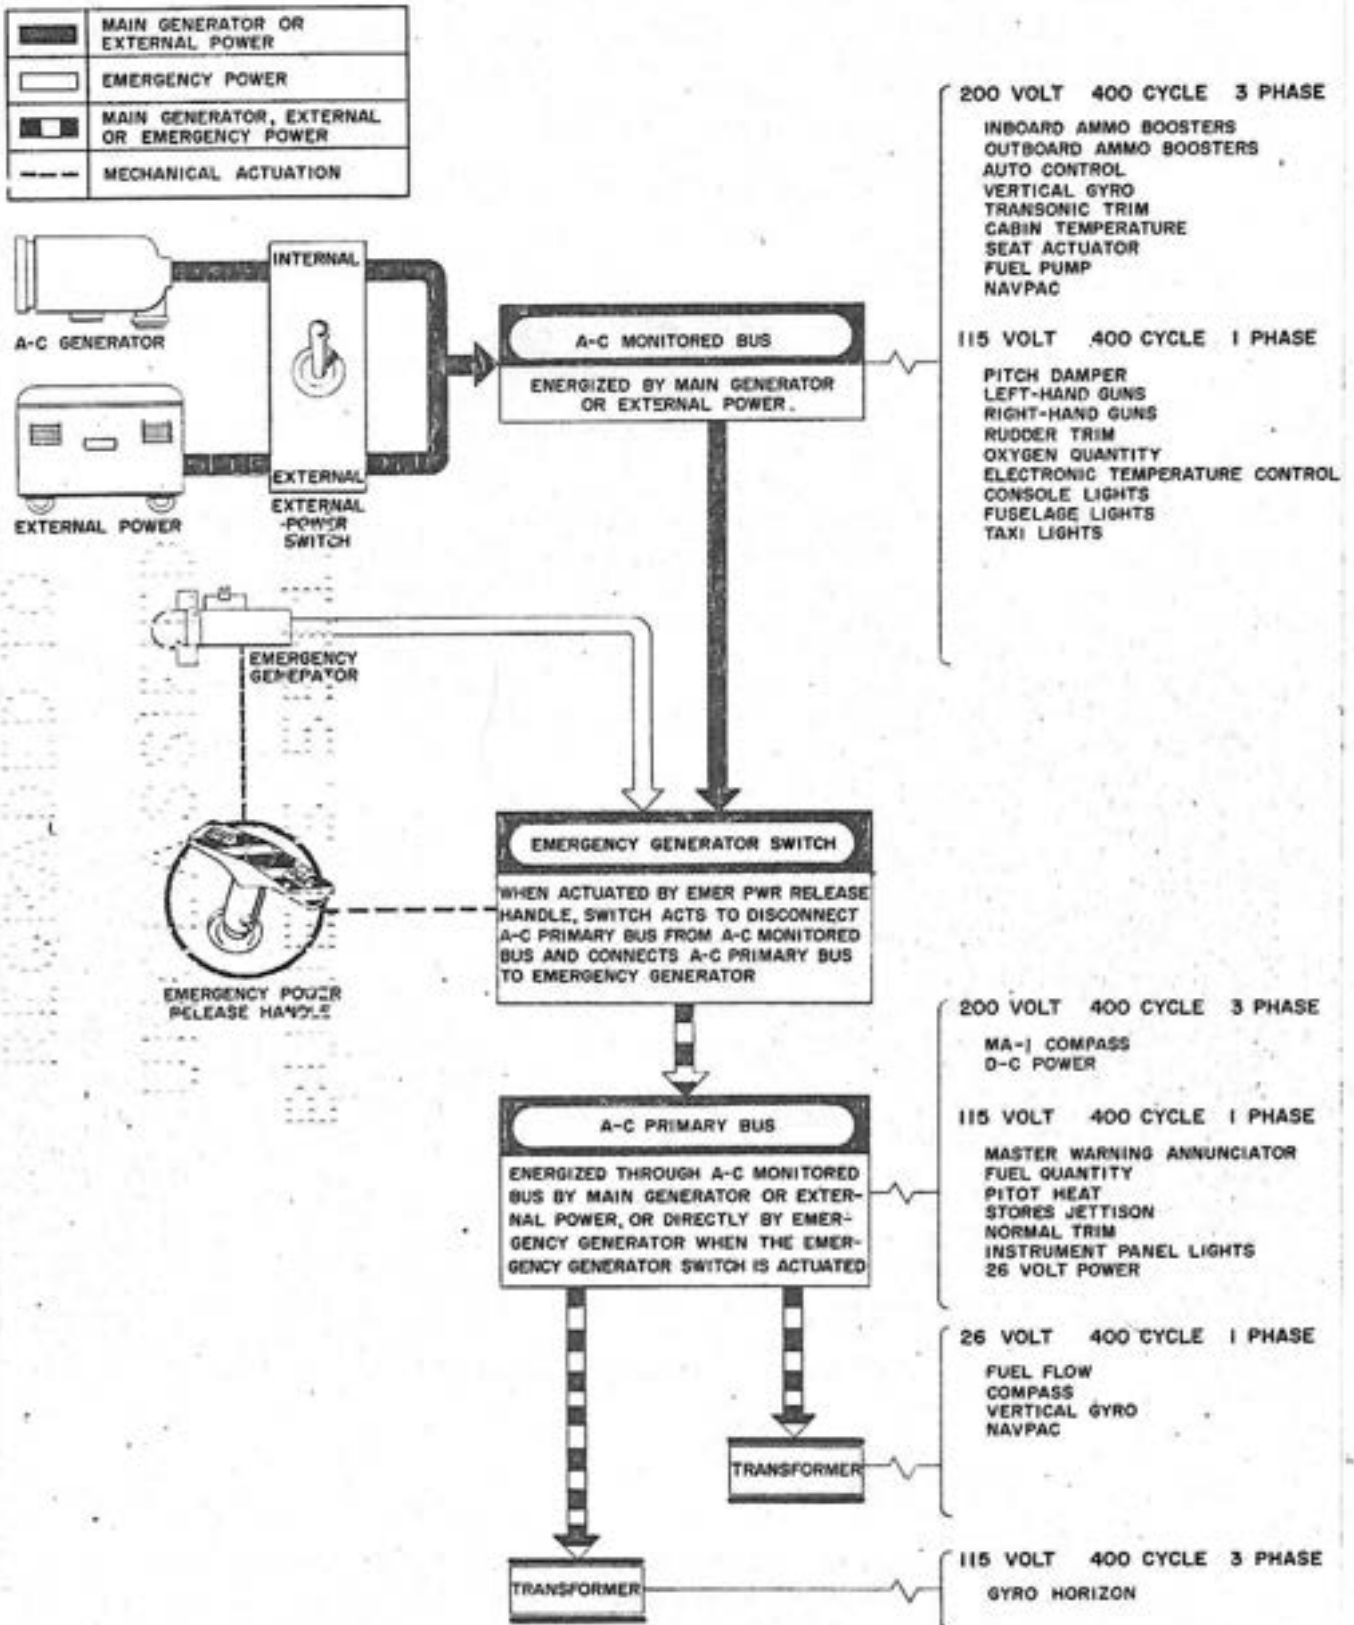 MAIN GENERATOR OR
EXTERNAL POWER
EMERGENCY POWER
MAIN GENERATOR, EXTERNAL
OR EMERGENCY POWER
MECHANICAL ACTUATION
A-C GENERATOR
EXTERNAL POWER
INTERNAL
EXTERNAL
EXTERNAL
-POWER
SWITCH
A-C MONITORED BUS
ENERGIZED BY MAIN GENERATOR
OR EXTERNAL POWER.
200 VOLT 400 CYCLE 3 PHASE
INBOARD AMMO BOOSTERS
OUTBOARD AMMO BOOSTERS
AUTO CONTROL
VERTICAL GYRO
TRANSONIC TRIM
CABIN TEMPERATURE
SEAT ACTUATOR
FUEL PUMP
NAVPAC
115 VOLT 400 CYCLE 1 PHASE
PITCH DAMPER
LEFT-HAND GUNS
RIGHT-HAND GUNS
RUDDER TRIM
OXYGEN QUANTITY
ELECTRONIC TEMPERATURE CONTROL
CONSOLE LIGHTS
FUSELAGE LIGHTS
TAXI LIGHTS
EMERGENCY
GENERATOR
EMERGENCY POWER
RELEASE HANDLE
EMERGENCY GENERATOR SWITCH
WHEN ACTUATED BY EMER PWR RELEASE
HANDLE, SWITCH ACTS TO DISCONNECT
A-C PRIMARY BUS FROM A-C MONITORED
BUS AND CONNECTS A-C PRIMARY BUS
TO EMERGENCY GENERATOR
A-C PRIMARY BUS
ENERGIZED THROUGH A-C MONITORED
BUS BY MAIN GENERATOR OR EXTER-
NAL POWER, OR DIRECTLY BY EMER-
GENCY GENERATOR WHEN THE EMER-
GENCY GENERATOR SWITCH IS ACTUATED
200 VOLT 400 CYCLE 3 PHASE
MA-1 COMPASS
D-C POWER
115 VOLT 400 CYCLE 1 PHASE
MASTER WARNING ANNUNCIATOR
FUEL QUANTITY
PITOT HEAT
STORES JETTISON
NORMAL TRIM
INSTRUMENT PANEL LIGHTS
26 VOLT POWER
TRANSFORMER
26 VOLT 400 CYCLE 1 PHASE
FUEL FLOW
COMPASS
VERTICAL GYRO
NAVPAC
TRANSFORMER
115 VOLT 400 CYCLE 3 PHASE
GYRO HORIZON